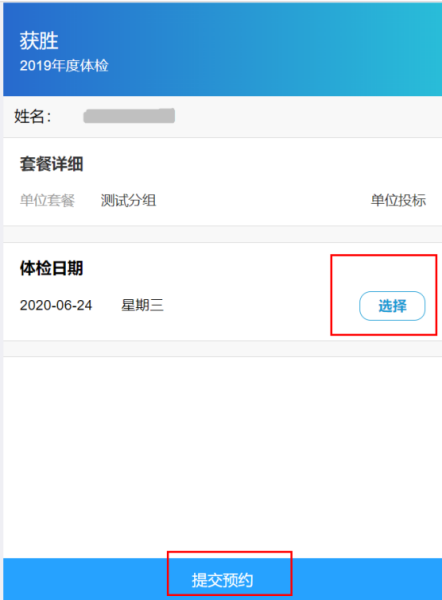 获胜
2019年度体检
姓名：
套餐详细
单位套餐 测试分组 单位投标
体检日期
2020-06-24 星期三 选择
提交预约